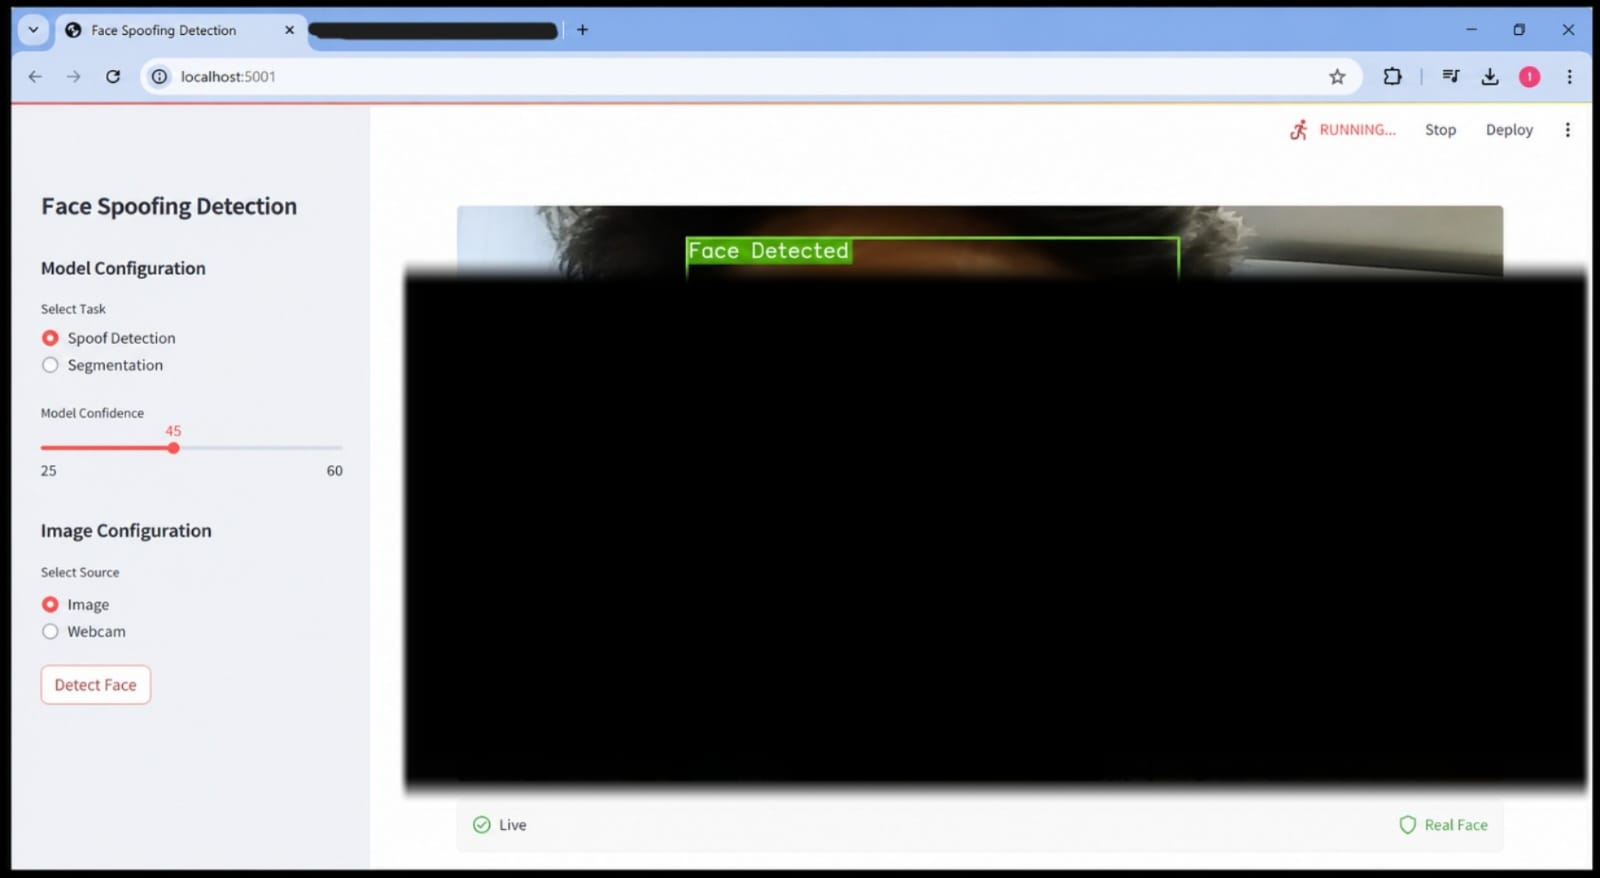 Face Spoofing Detection
localhost:5001
1
RUNNING...
Stop
Deploy
Face Spoofing Detection
Model Configuration
Select Task
Spoof Detection
Segmentation
Model Confidence
45
25
60
Image Configuration
Select Source
Image
Webcam
Detect Face
Face Detected
Live
Real Face